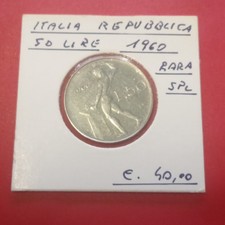 ITALIA REPUBBLICA
50 LIRE 1960
RARA
SPL
€. 40,00